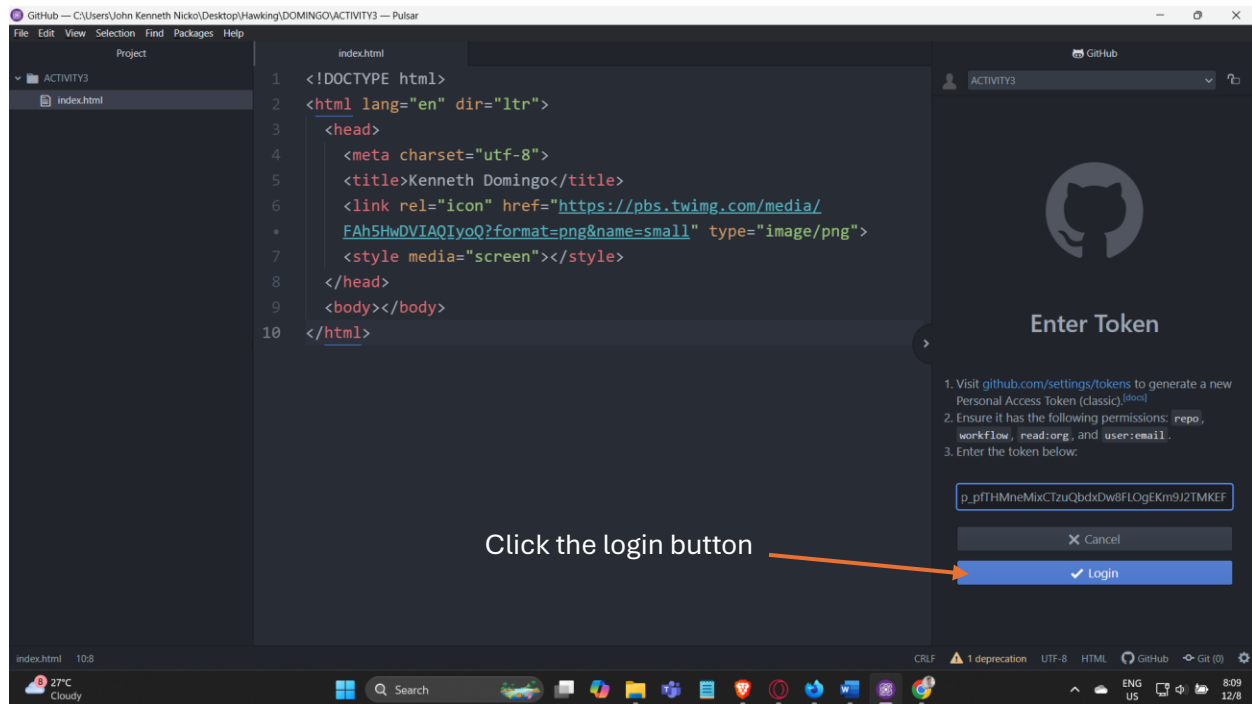 GitHub — C:\Users\John Kenneth Nicko\Desktop\Hawking\DOMINGO\ACTIVITY3 — Pulsar
File Edit View Selection Find Packages Help
Project
index.html
GitHub
ACTIVITY3
index.html
ACTIVITY3
1 <!DOCTYPE html>
2 <html lang="en" dir="ltr">
3 <head>
4 <meta charset="utf-8">
5 <title>Kenneth Domingo</title>
6 <link rel="icon" href="https://pbs.twimg.com/media/
• FAh5HwDVIAQIyoQ?format=png&name=small" type="image/png">
7 <style media="screen"></style>
8 </head>
9 <body></body>
10 </html>
Enter Token
1. Visit github.com/settings/tokens to generate a new
Personal Access Token (classic).[docs]
2. Ensure it has the following permissions: repo,
workflow, read:org, and user:email.
3. Enter the token below:
Cancel
Login
Click the login button
index.html 10:8
CRLF 1 deprecation UTF-8 HTML GitHub Git (0)
8
27°C
Cloudy
Search
ENG
US
8:09
12/8